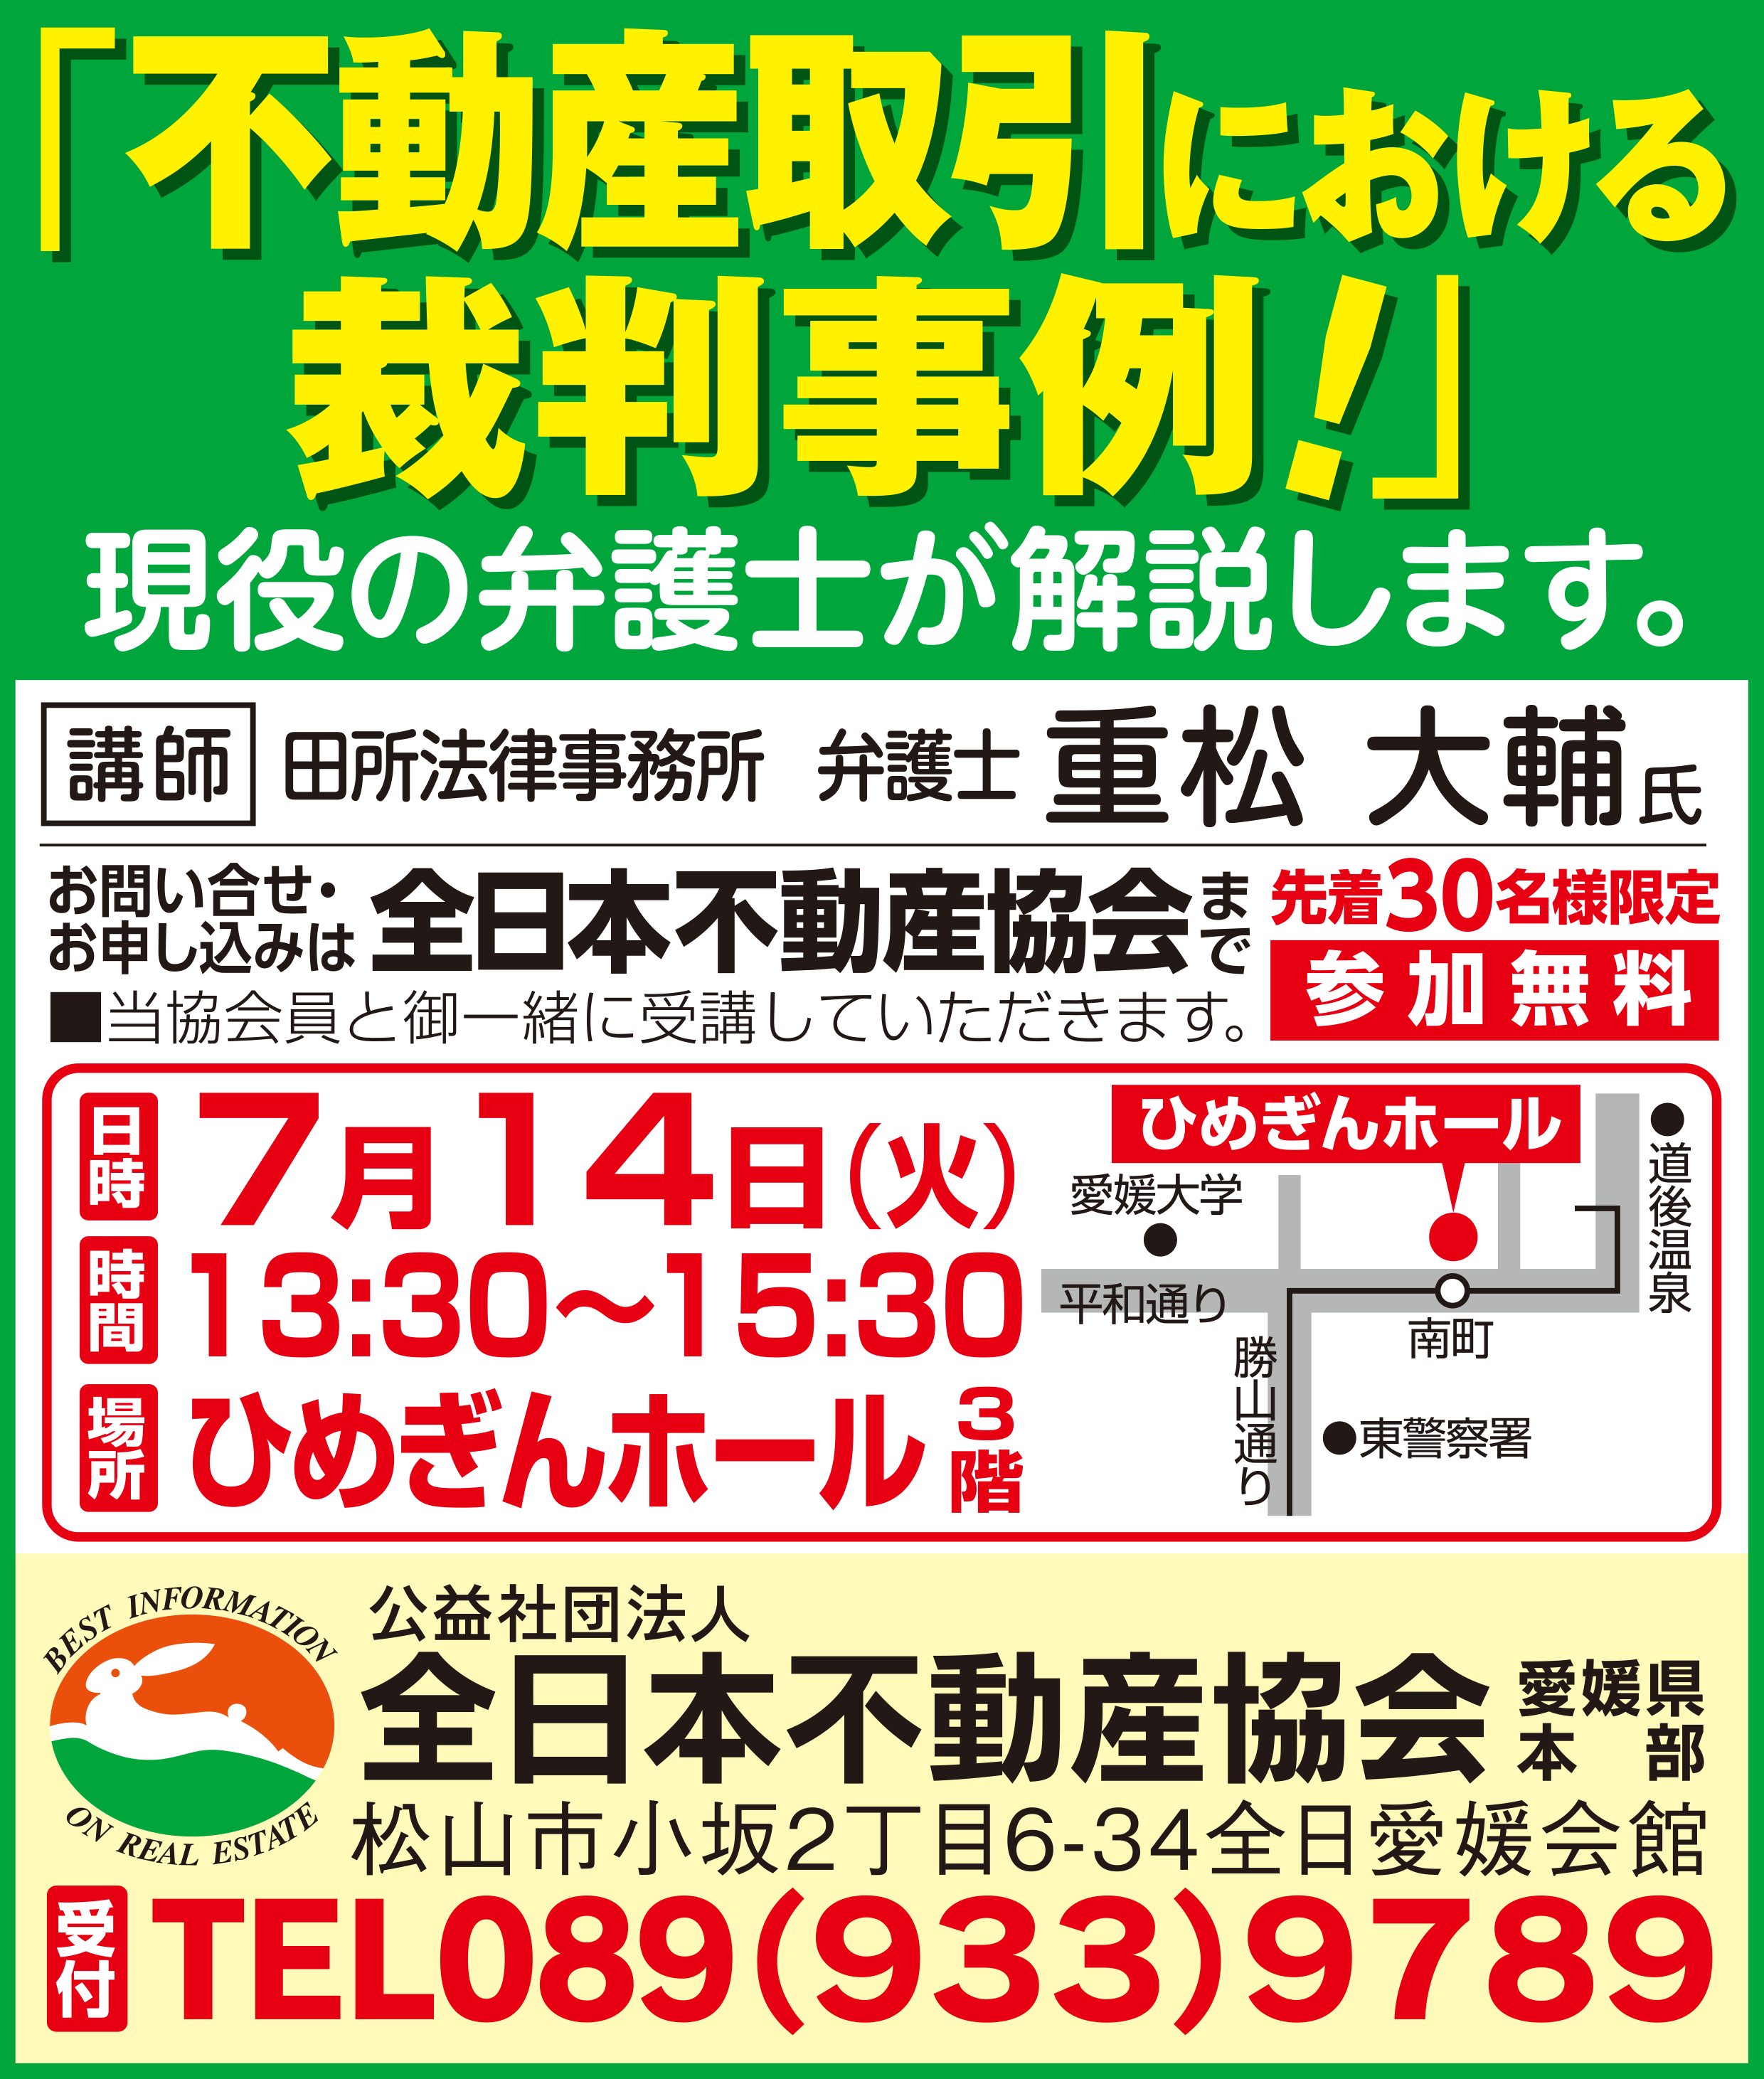 「不動産取引における
裁判事例!」
現役の弁護士が解説します。
講師 田所法律事務所 弁護士 重松 大輔氏
お問い合せ・
お申し込みは
全日本不動産協会まで
■当協会員と御一緒に受講していただきます。
先着30名様限定
参加無料
日時 7月14日(火)
時間 13:30〜15:30
場所 ひめぎんホール 3階
ひめぎんホール
愛媛大学
道後温泉
平和通り
南町
勝山通り
東警察署
BEST INFORMATION
ON REAL ESTATE
公益社団法人
全日本不動産協会 愛媛県本部
松山市小坂2丁目6-34全日愛媛会館
受付 TEL089(933)9789